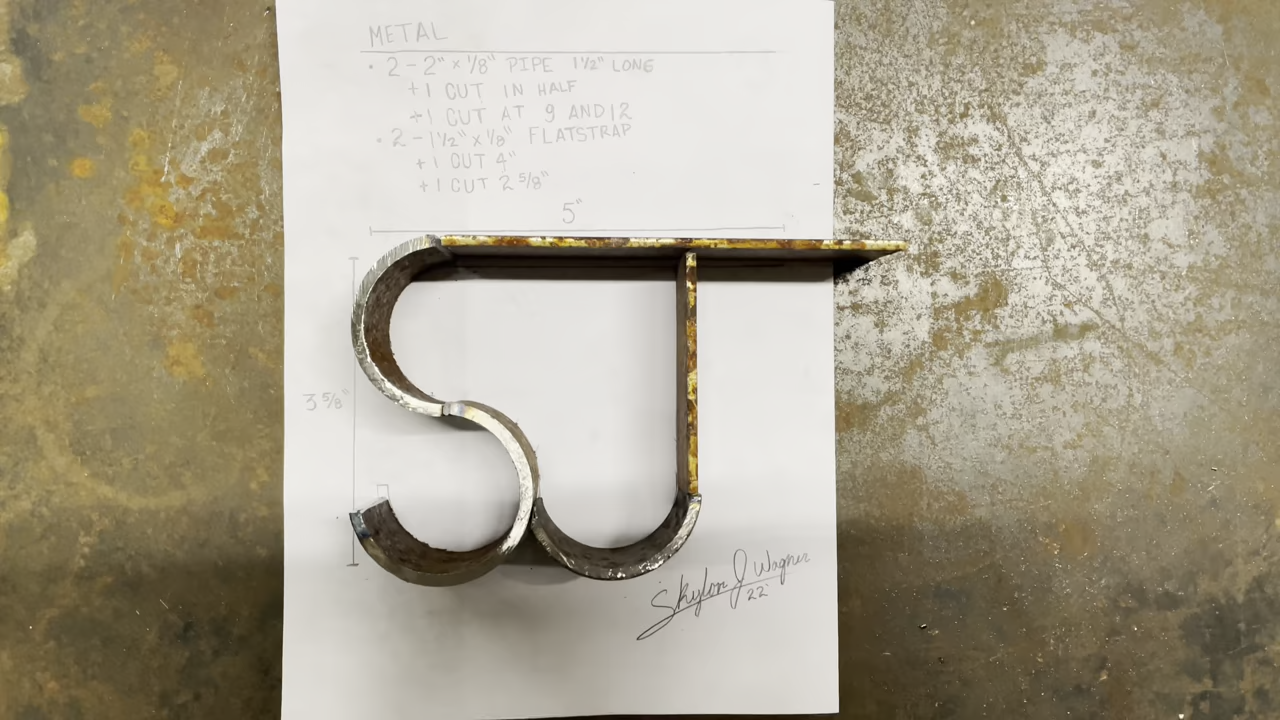 METAL
• 2 - 2" x 1/8" PIPE 1 1/2" LONG
+ 1 CUT IN HALF
+ 1 CUT AT 9 AND 12
• 2 - 1 1/2" x 1/8" FLATSTRAP
+ 1 CUT 4"
+ 1 CUT 2 5/8"
5"
3 5/8"
Skylor J Wagner
22